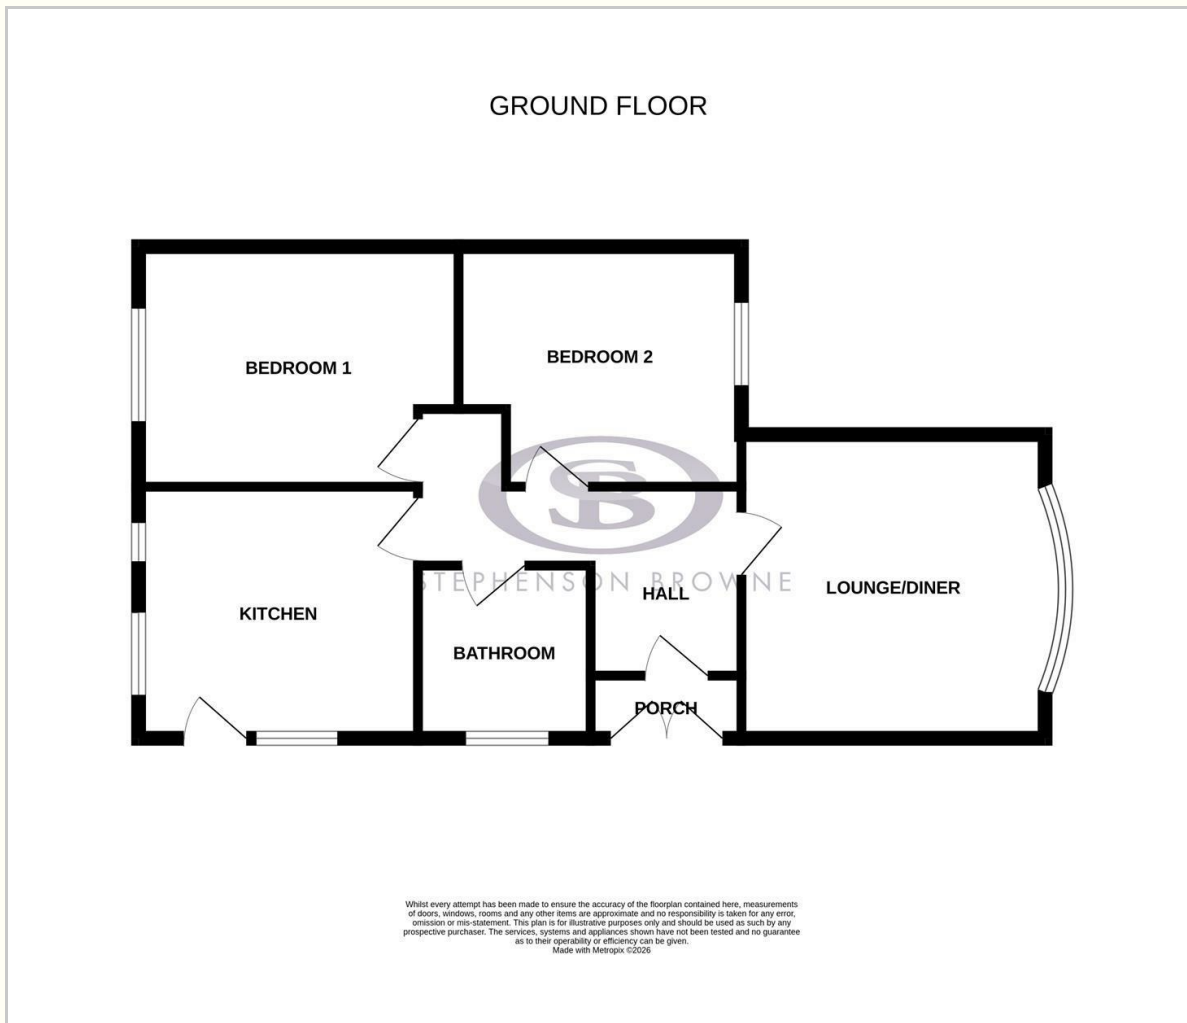 GROUND FLOOR
BEDROOM 1
BEDROOM 2
SB
STEPHENSON BROWNE
LOUNGE/DINER
HALL
KITCHEN
BATHROOM
PORCH
Whilst every attempt has been made to ensure the accuracy of the floorplan contained here, measurements
of doors, windows, rooms and any other items are approximate and no responsibility is taken for any error,
omission or mis-statement. This plan is for illustrative purposes only and should be used as such by any
prospective purchaser. The services, systems and appliances shown have not been tested and no guarantee
as to their operability or efficiency can be given.
Made with Metropix ©2026